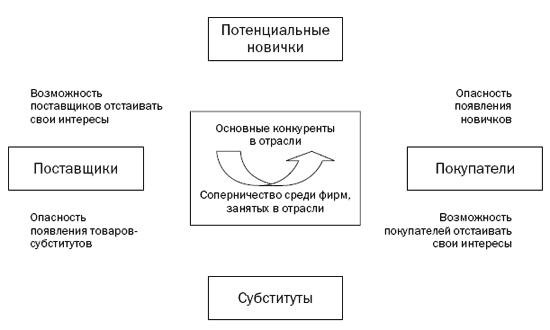 Потенциальные
новички
Возможность
поставщиков отстаивать
свои интересы
Опасность
появления
новичков
Основные конкуренты
в отрасли
Поставщики
Покупатели
Соперничество среди фирм,
занятых в отрасли
Опасность
появления товаров-
субститутов
Возможность
покупателей отстаивать
свои интересы
Субституты